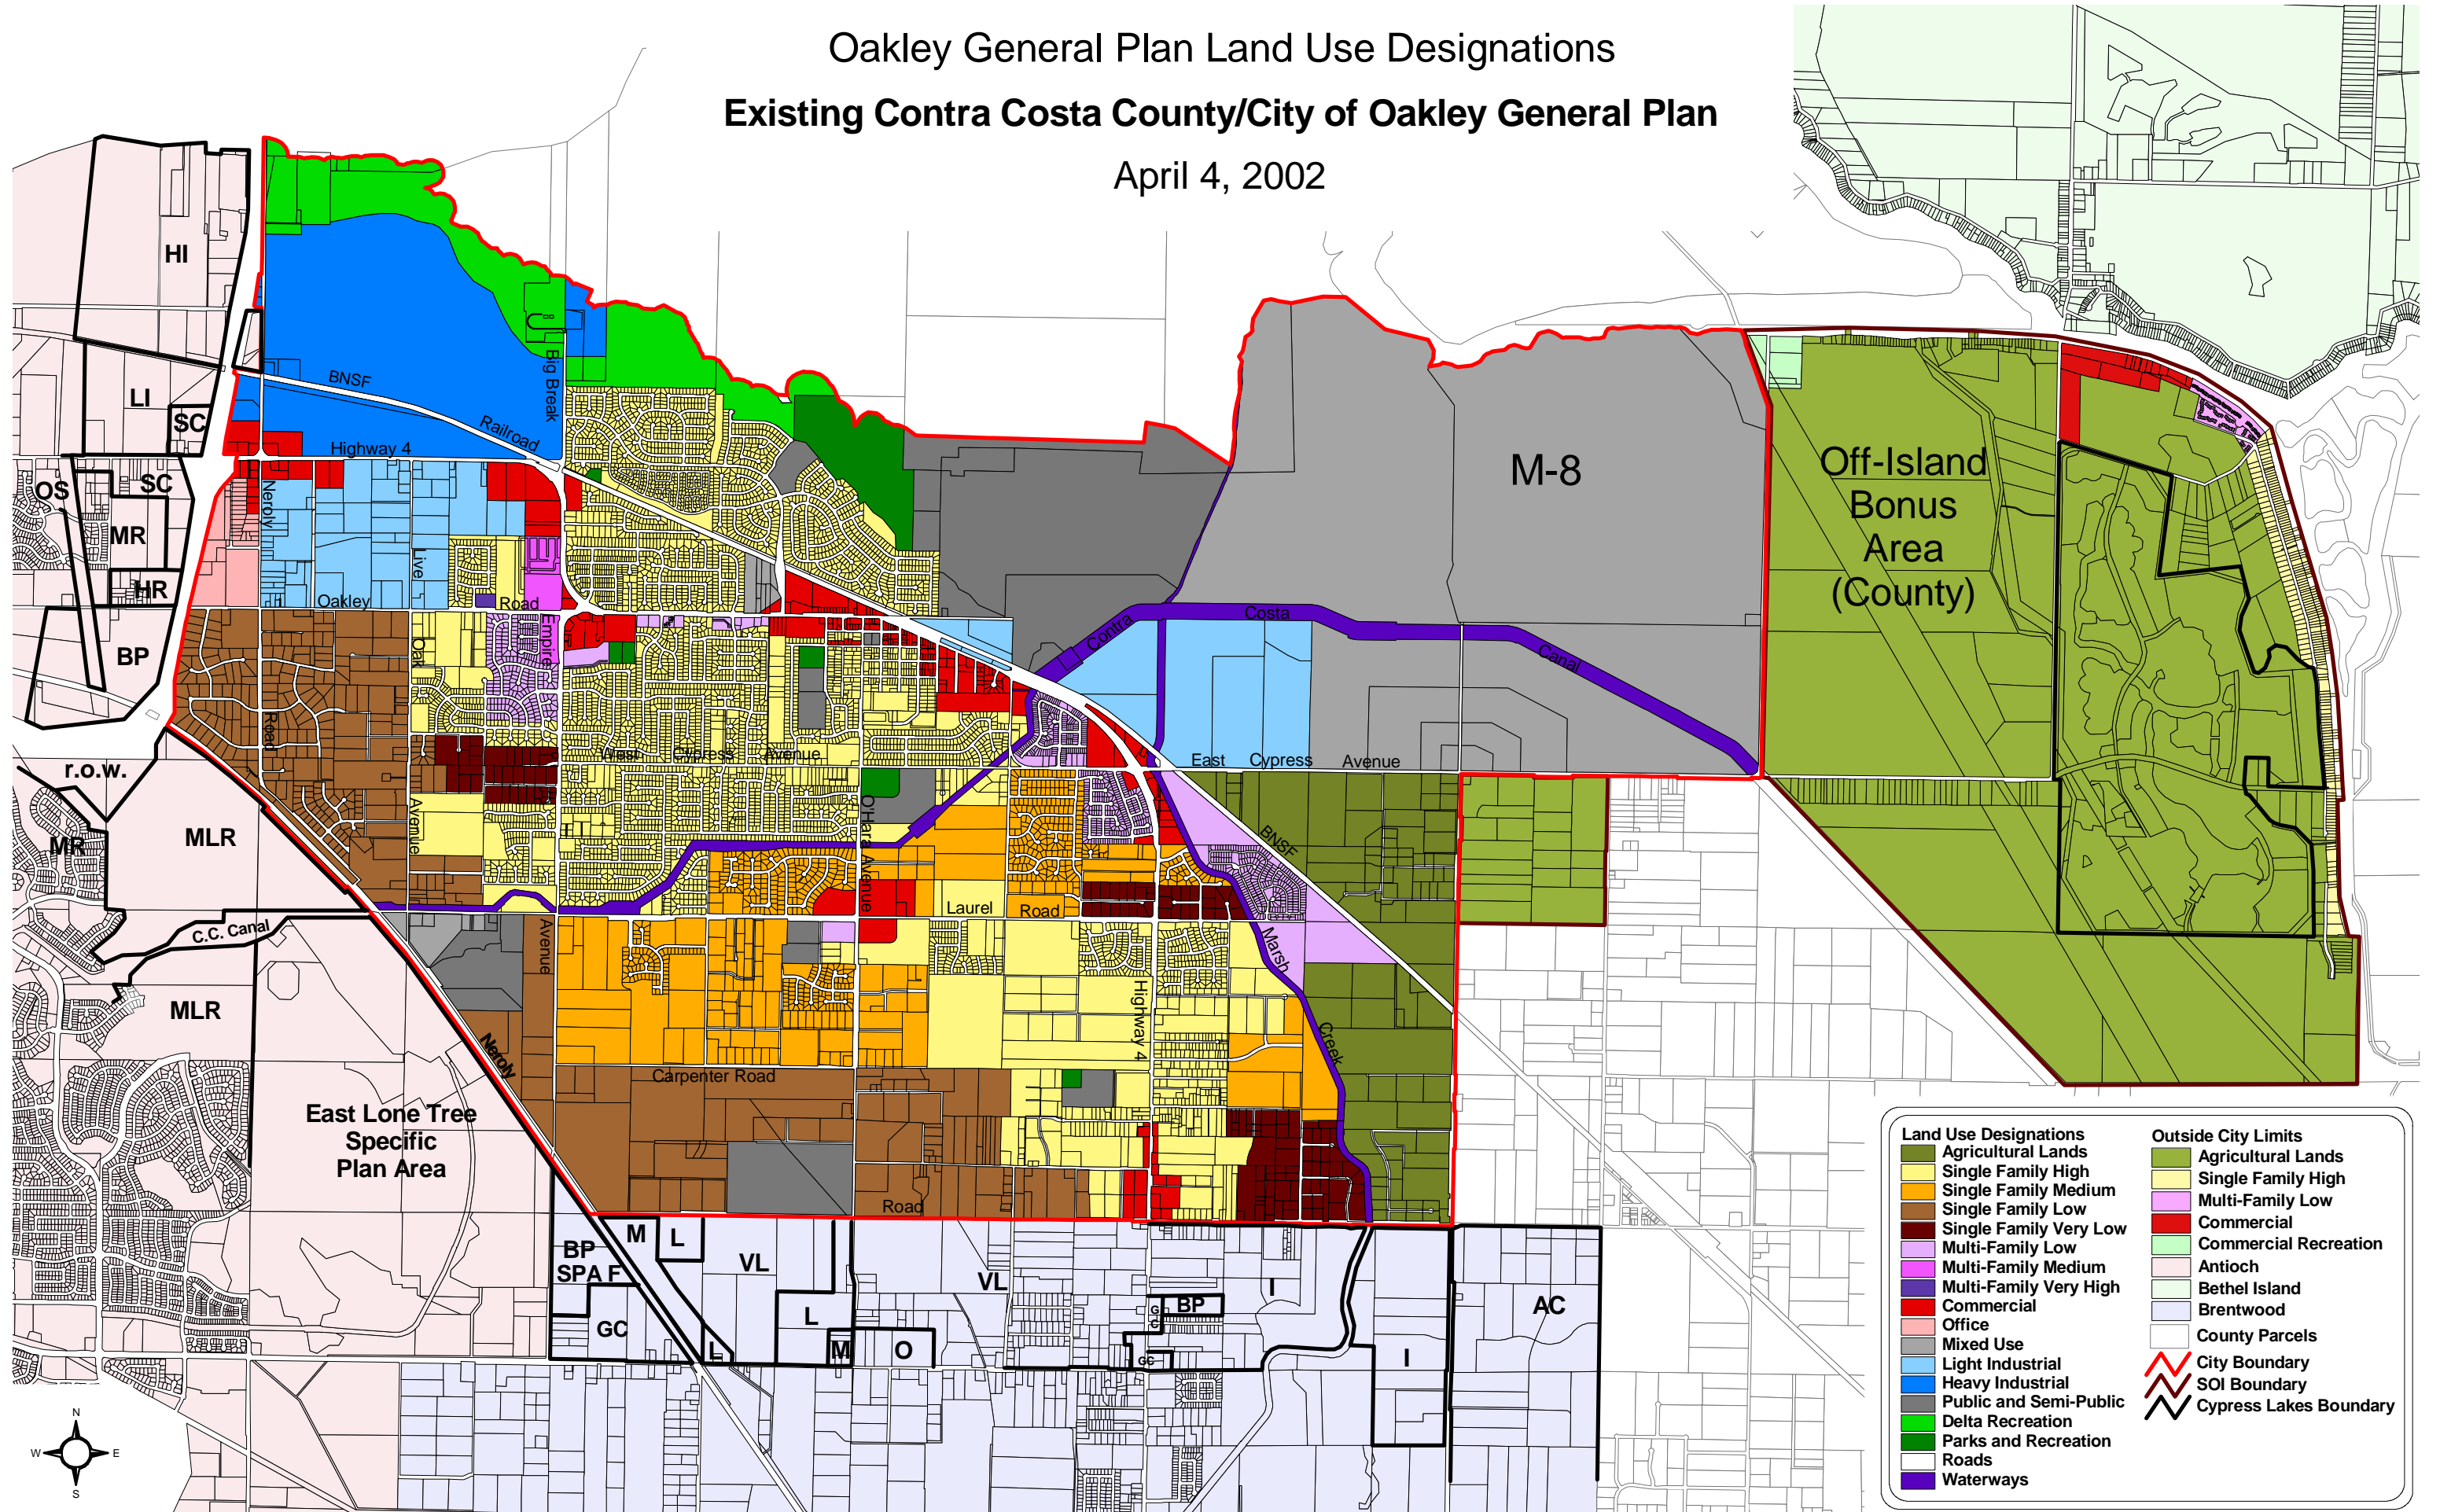 Oakley General Plan Land Use Designations
Existing Contra Costa County/City of Oakley General Plan
April 4, 2002
HI
LI
SC
OS
SC
MR
HR
BP
r.o.w.
MR
MLR
C.C. Canal
MLR
East Lone Tree
Specific
Plan Area
BNSF
Railroad
Big Break
Highway 4
Neroly
Live
Oakley
Road
Empire
Oak
Road
Avenue
West Cypress Avenue
O'Hara Avenue
Contra
Costa
Canal
East Cypress Avenue
BNSF
Laurel Road
Avenue
Marsh
Creek
Highway 4
Neroly
Carpenter Road
Road
M-8
Off-Island
Bonus
Area
(County)
BP
SPA F
M
L
VL
GC
L
L
M
O
VL
G
C
BP
GC
I
I
AC
N
W
E
S
Land Use Designations
Agricultural Lands
Single Family High
Single Family Medium
Single Family Low
Single Family Very Low
Multi-Family Low
Multi-Family Medium
Multi-Family Very High
Commercial
Office
Mixed Use
Light Industrial
Heavy Industrial
Public and Semi-Public
Delta Recreation
Parks and Recreation
Roads
Waterways
Outside City Limits
Agricultural Lands
Single Family High
Multi-Family Low
Commercial
Commercial Recreation
Antioch
Bethel Island
Brentwood
County Parcels
City Boundary
SOI Boundary
Cypress Lakes Boundary